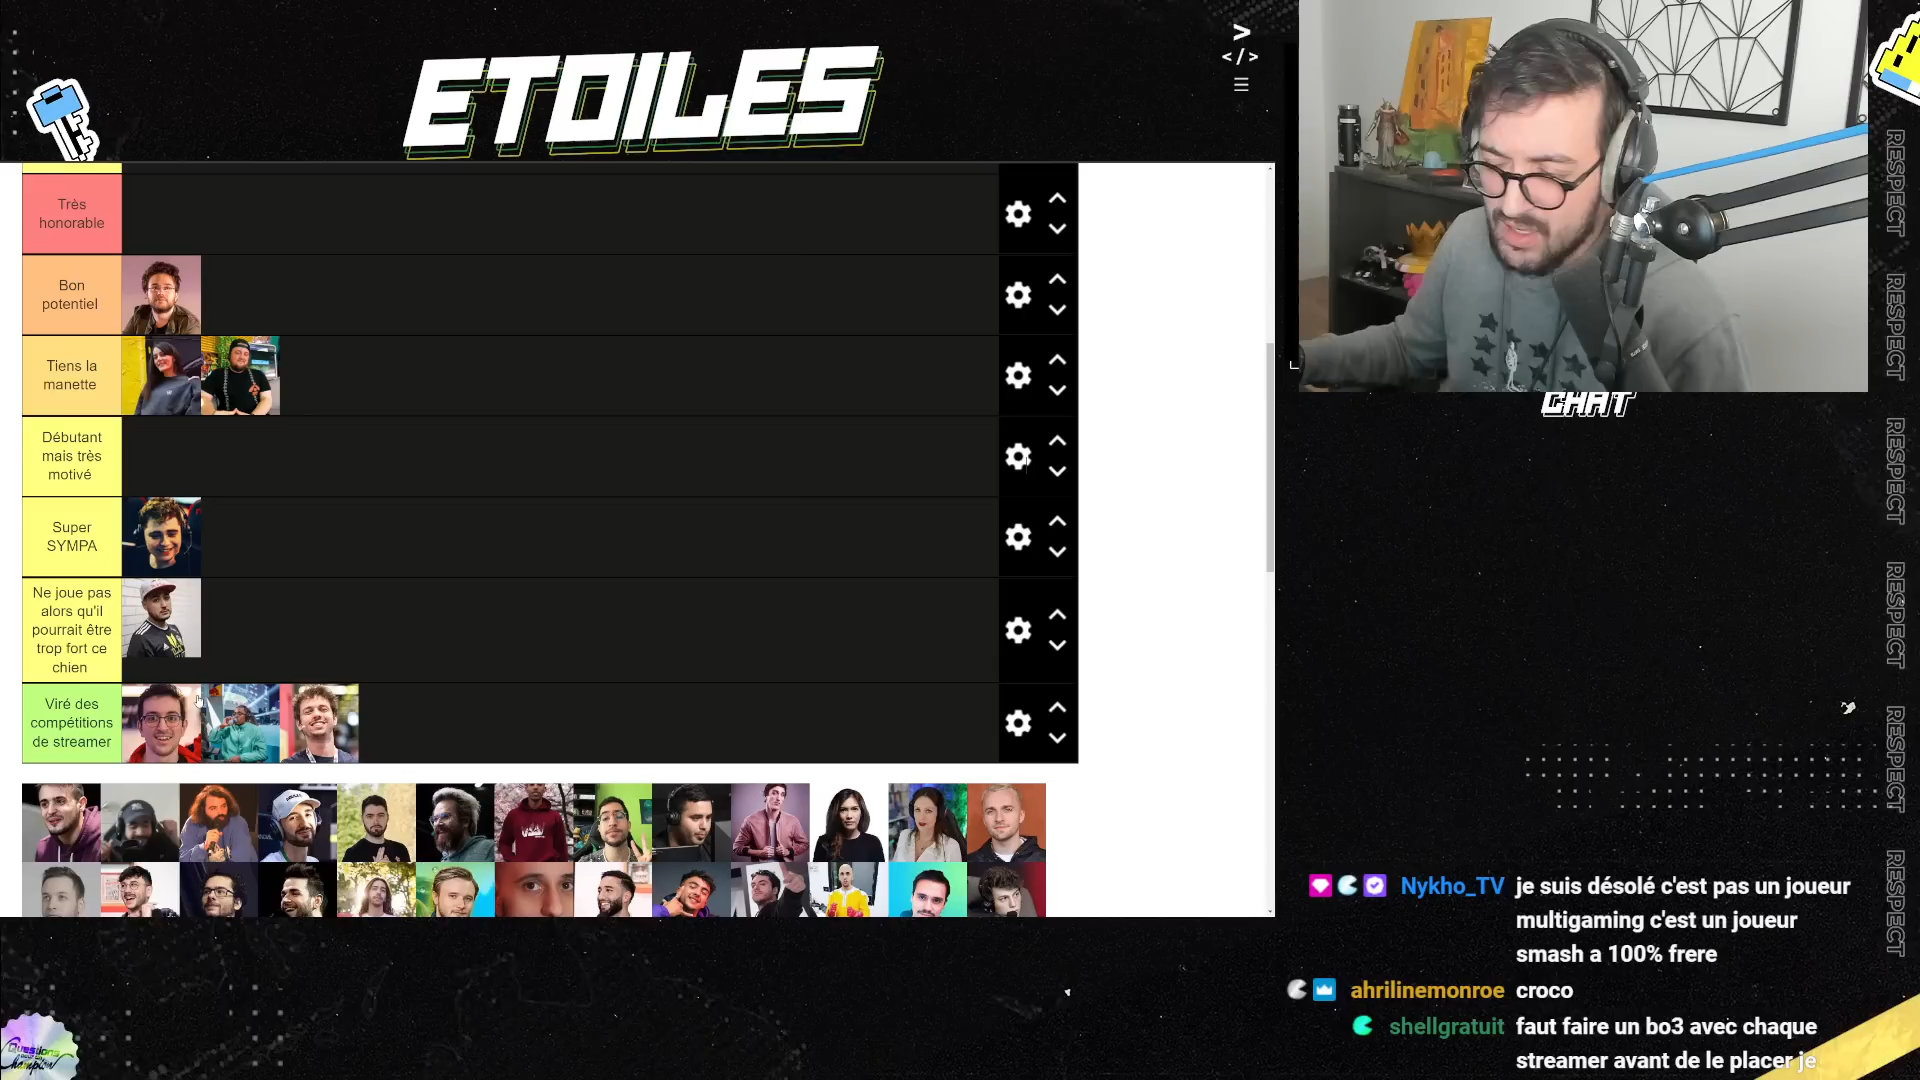 ETOILES
>
</>
Très
honorable
Bon
potentiel
Tiens la
manette
Débutant
mais très
motivé
Super
SYMPA
Ne joue pas
alors qu'il
pourrait être
trop fort ce
chien
Viré des
compétitions
de streamer
CHAT
Nykho_TV je suis désolé c'est pas un joueur
multigaming c'est un joueur
smash a 100% frere
ahrilinemonroe croco
shellgratuit faut faire un bo3 avec chaque
streamer avant de le placer je
RESPECT
RESPECT
RESPECT
RESPECT
RESPECT
RESPECT
Questions
Champion